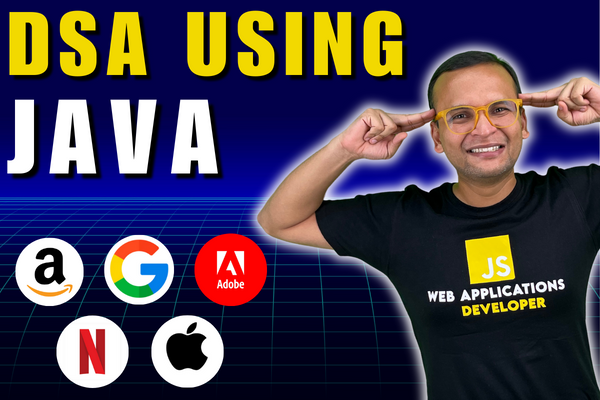 DSA USING
JAVA
a
G
Adobe
N
JS
WEB APPLICATIONS
DEVELOPER